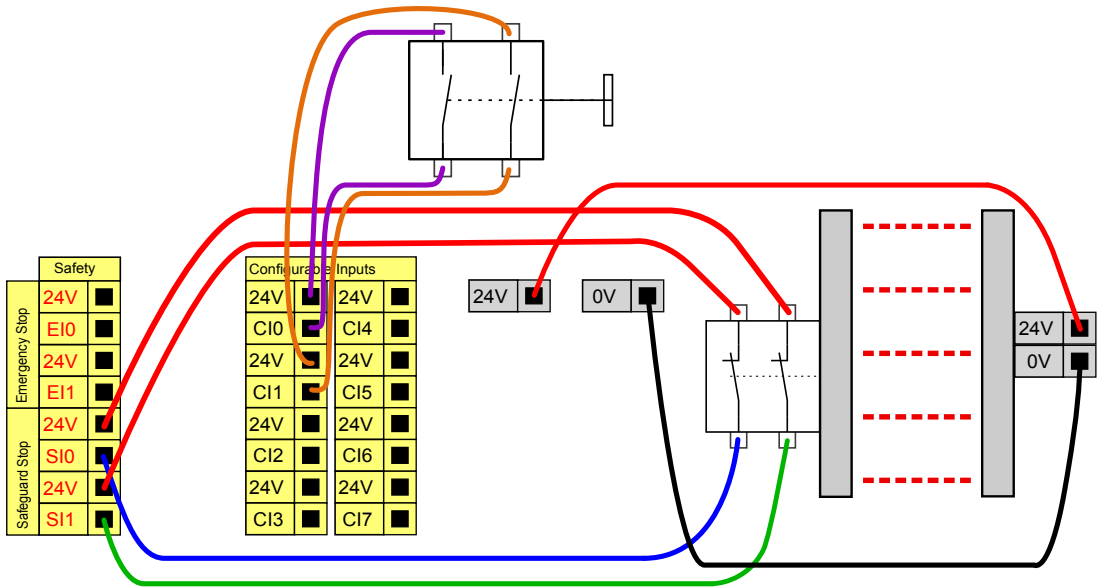 Safety
Emergency Stop
24V
EI0
24V
EI1
Safeguard Stop
24V
SI0
24V
SI1
Configurable Inputs
24V 24V
CI0 CI4
24V 24V
CI1 CI5
24V 24V
CI2 CI6
24V 24V
CI3 CI7
24V
0V
24V
0V